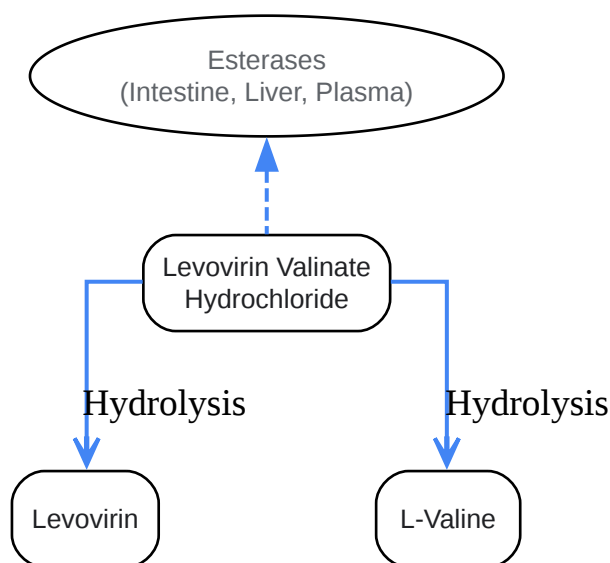 Esterases
(Intestine, Liver, Plasma)
Levovirin Valinate
Hydrochloride
Hydrolysis
Hydrolysis
Levovirin
L-Valine